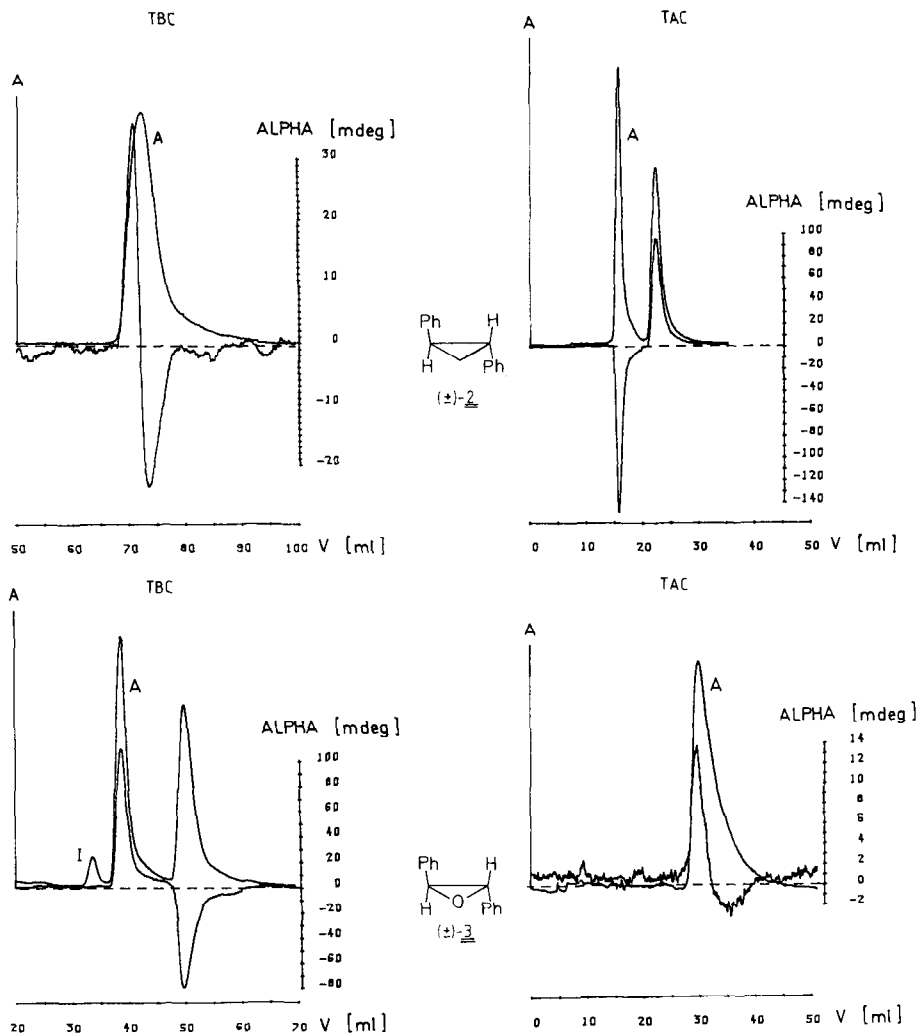 TBC
A
A
ALPHA [mdeg]
30
20
10
0
-10
-20
50 60 70 80 90 100 V [ml]
Ph
H
H
Ph
(±)-2
TAC
A
A
ALPHA [mdeg]
100
80
60
40
20
0
-20
-40
-60
-80
-100
-120
-140
0 10 20 30 40 50 V [ml]
TBC
A
I
A
ALPHA [mdeg]
100
80
60
40
20
0
-20
-40
-60
-80
20 30 40 50 60 70 V [ml]
Ph
H
H
O
Ph
(±)-3
TAC
A
A
ALPHA [mdeg]
14
12
10
8
6
4
2
0
-2
0 10 20 30 40 50 V [ml]